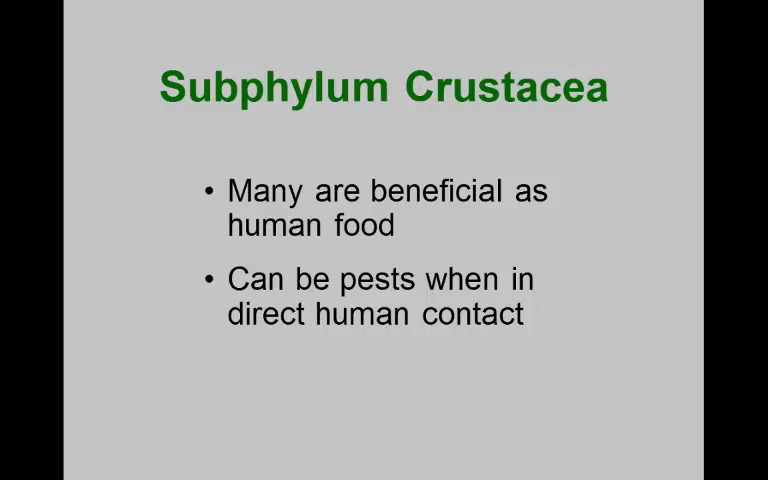 Subphylum Crustacea
• Many are beneficial as
human food
• Can be pests when in
direct human contact